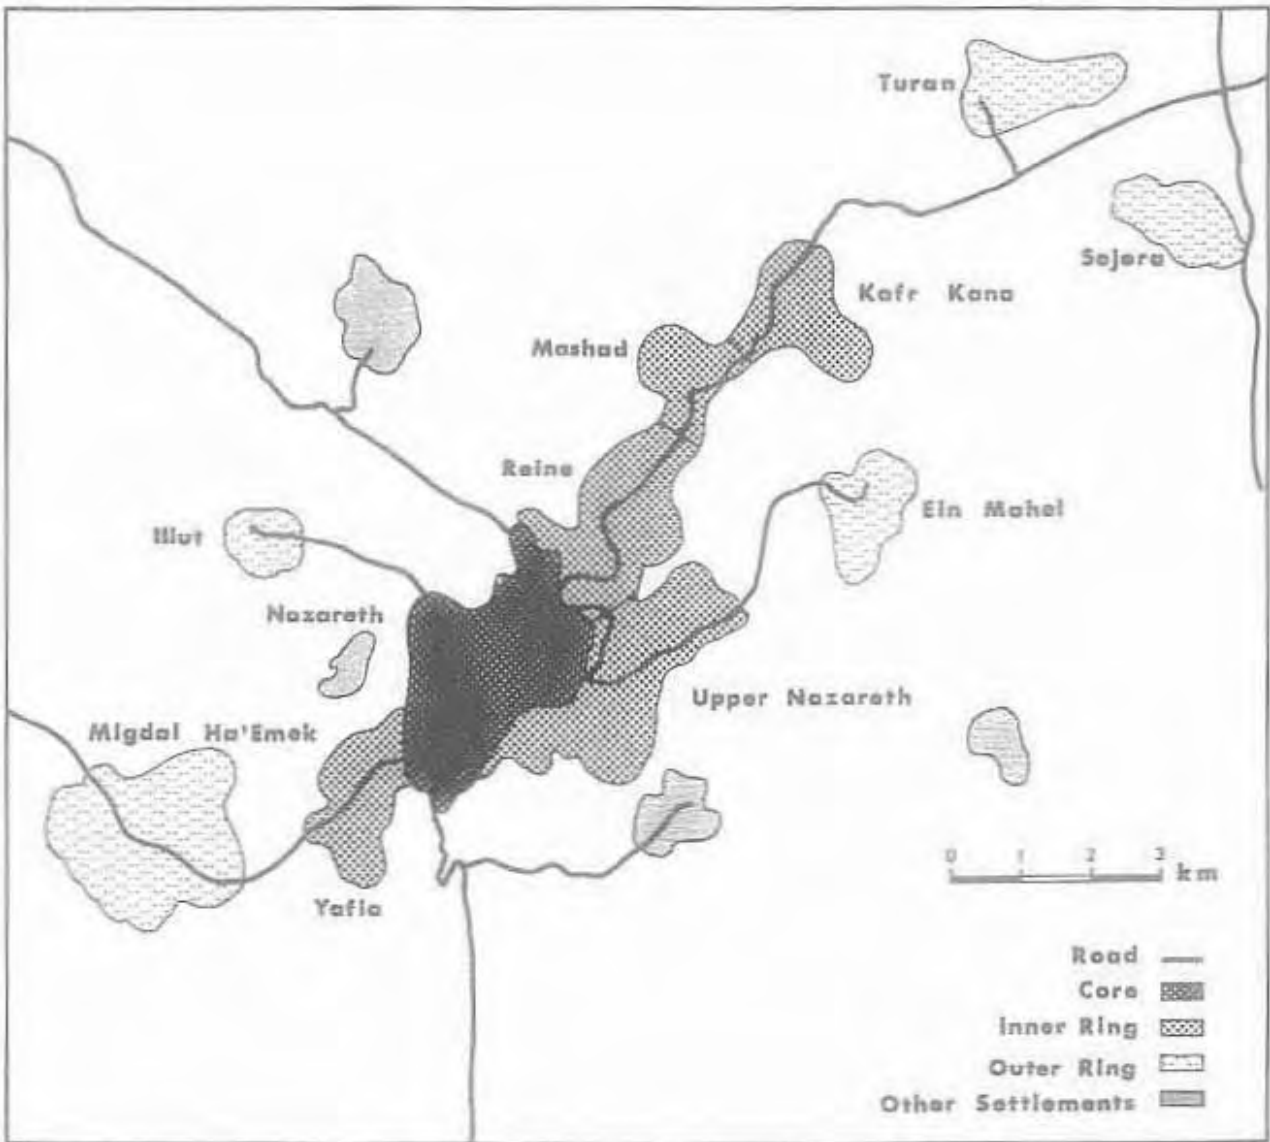 Turan
Sejera
Kafr Kana
Mashad
Reine
Ein Mahel
Illut
Nazareth
Upper Nazareth
Migdal Ha'Emek
0 1 2 3 km
Yafia
Road
Core
Inner Ring
Outer Ring
Other Settlements